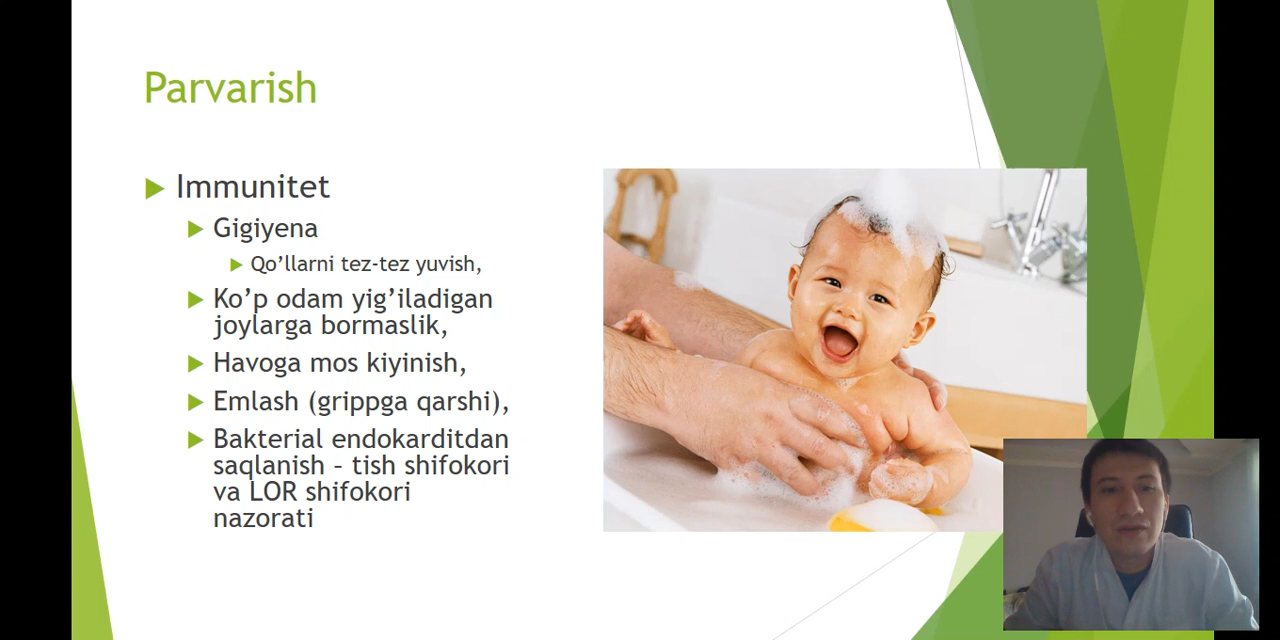 Parvarish
Immunitet
Gigiyena
Qo’llarni tez-tez yuvish,
Ko’p odam yig’iladigan
joylarga bormaslik,
Havoga mos kiyinish,
Emlash (grippga qarshi),
Bakterial endokarditdan
saqlanish – tish shifokori
va LOR shifokori
nazorati